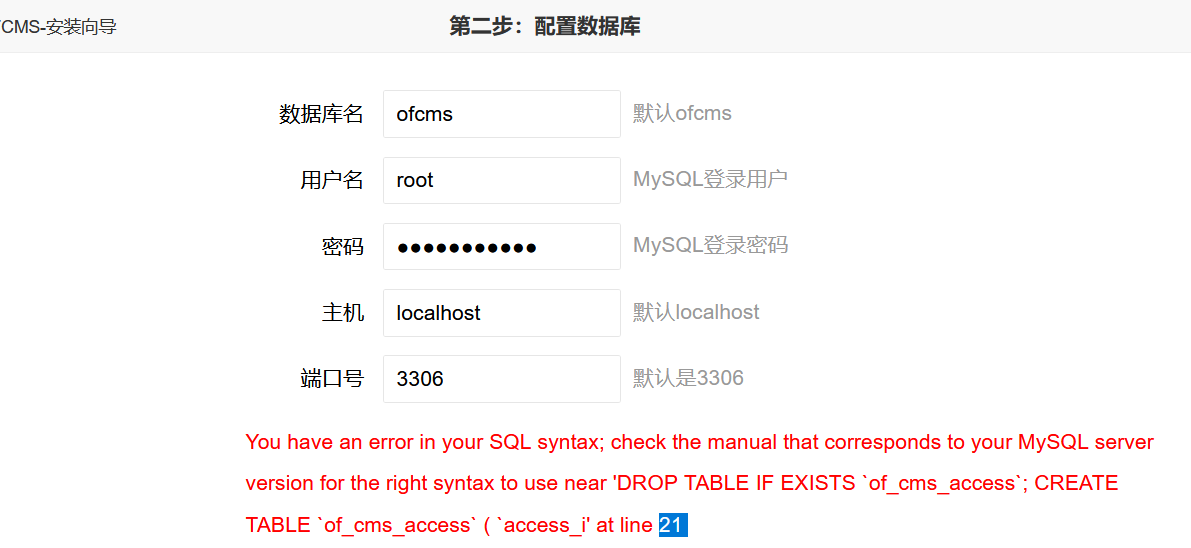 CMS-安装向导
第二步：配置数据库
数据库名 ofcms 默认ofcms
用户名 root MySQL登录用户
密码 ●●●●●●●●●●● MySQL登录密码
主机 localhost 默认localhost
端口号 3306 默认是3306
You have an error in your SQL syntax; check the manual that corresponds to your MySQL server
version for the right syntax to use near 'DROP TABLE IF EXISTS `of_cms_access`; CREATE
TABLE `of_cms_access` ( `access_i' at line 21